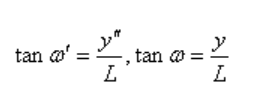 tan ϖ' = y'' / L , tan ϖ = y / L